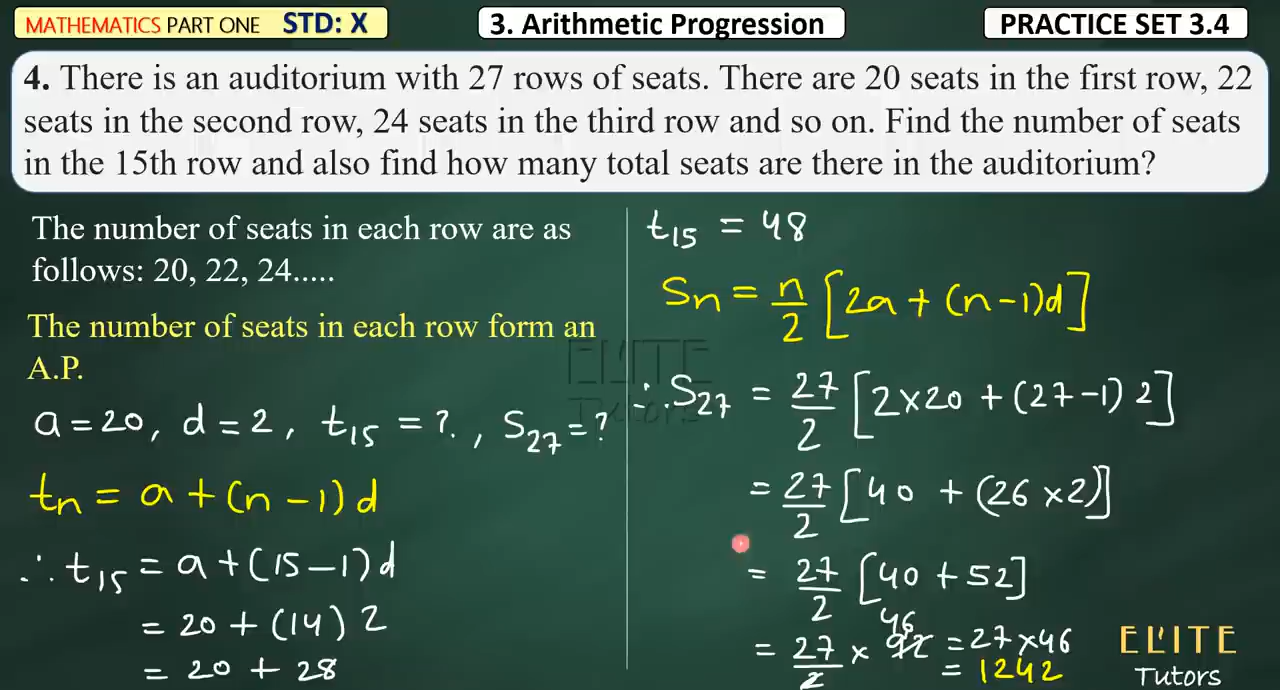 MATHEMATICS PART ONE STD: X
3. Arithmetic Progression
PRACTICE SET 3.4
4. There is an auditorium with 27 rows of seats. There are 20 seats in the first row, 22
seats in the second row, 24 seats in the third row and so on. Find the number of seats
in the 15th row and also find how many total seats are there in the auditorium?
The number of seats in each row are as
follows: 20, 22, 24.....
The number of seats in each row form an
A.P.
a = 20, d = 2, t₁₅ = ?, S₂₇ = ?
tn = a + (n - 1) d
∴ t₁₅ = a + (15 - 1) d
= 20 + (14) 2
= 20 + 28
t₁₅ = 48
Sn = n/2 [2a + (n-1)d]
∴ S₂₇ = 27/2 [2×20 + (27-1) 2]
= 27/2 [40 + (26 × 2)]
= 27/2 [40 + 52]
46
= 27/2 × 92 = 27 × 46
= 1242
ELITE
Tutors
ELITE
Tutors